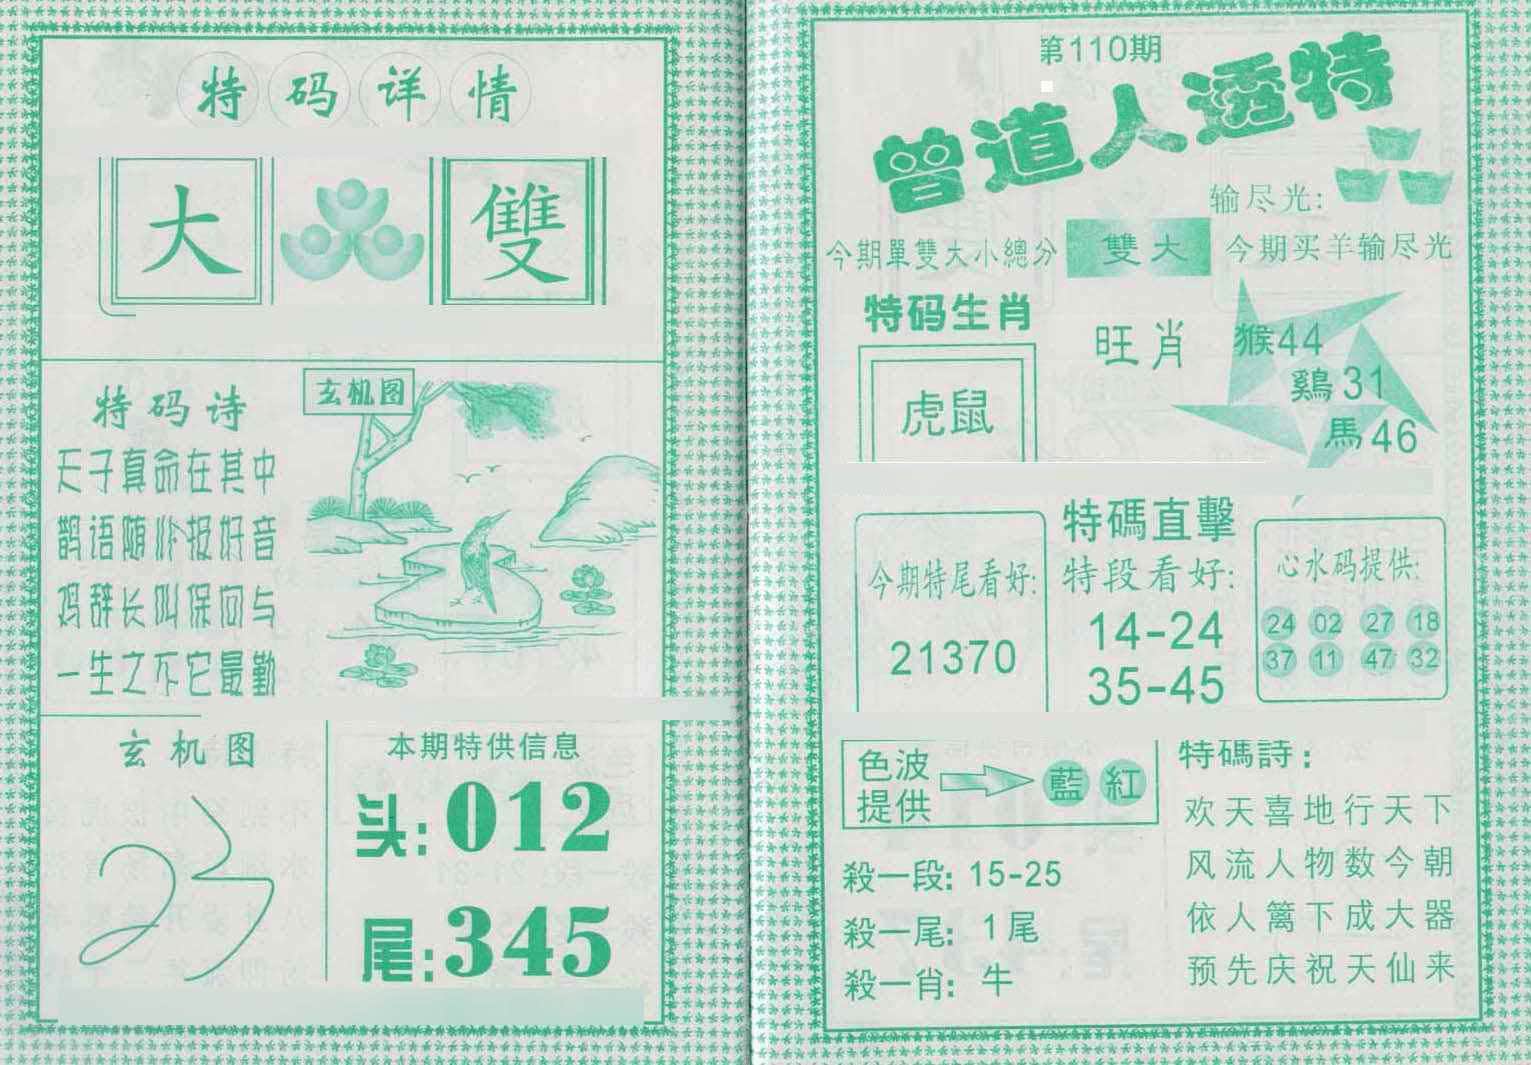 特码详情
大 雙
特码诗
天子真命在其中
鹊语随心报好音
鸡辞长叫保同与
一生之不它最勤
玄机图
玄机图
本期特供信息
头:012
尾:345
第110期
曾道人透特
输尽光:
今期單雙大小總分 雙大 今期买羊输尽光
特码生肖
虎鼠
旺肖
猴44
鷄31
馬46
今期特尾看好:
21370
特碼直擊
特段看好:
14-24
35-45
心水码提供:
24 02 27 18
37 11 47 32
色波
提供
藍 紅
殺一段: 15-25
殺一尾: 1尾
殺一肖: 牛
特碼詩:
欢天喜地行天下
风流人物数今朝
依人篱下成大器
预先庆祝天仙来